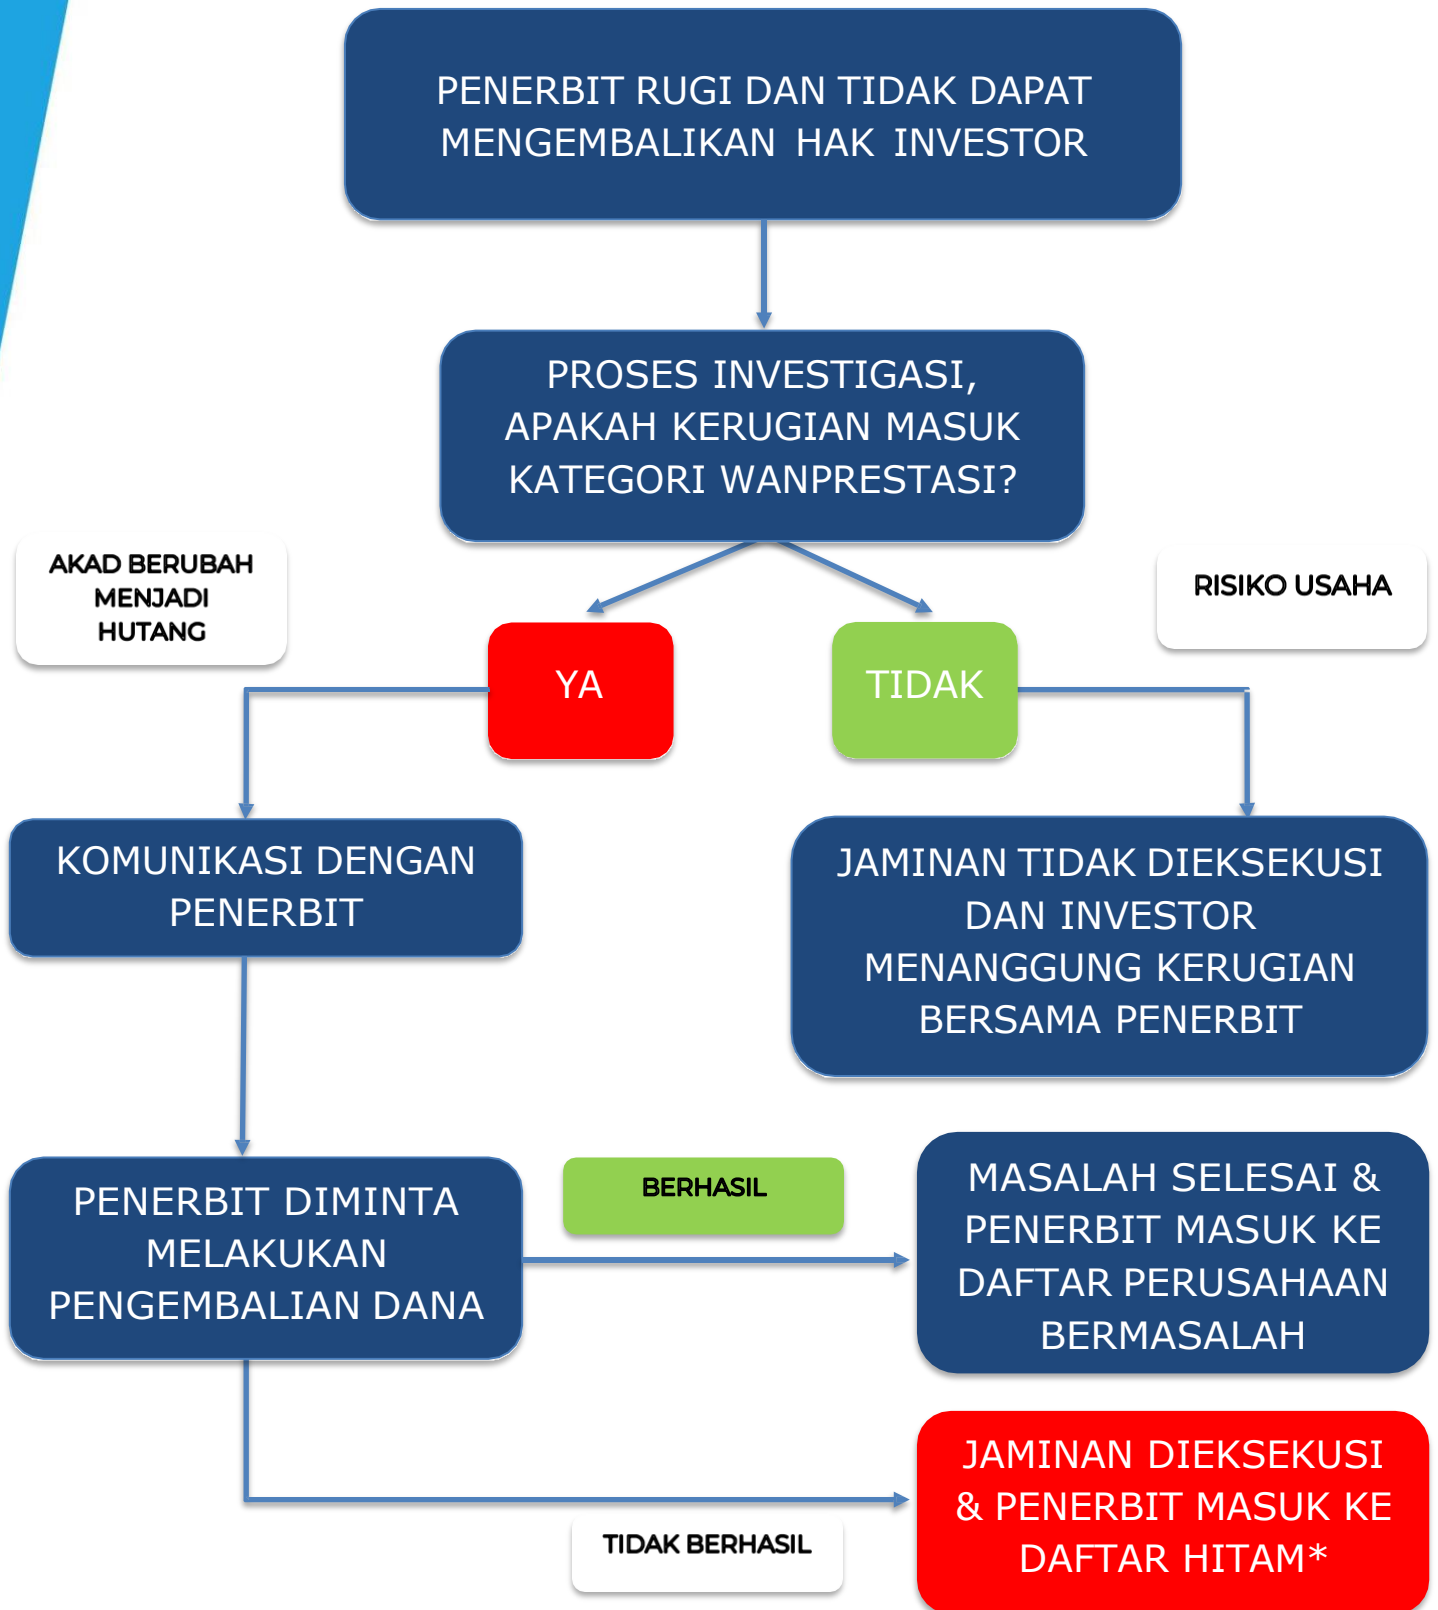 PENERBIT RUGI DAN TIDAK DAPAT
MENGEMBALIKAN HAK INVESTOR
PROSES INVESTIGASI,
APAKAH KERUGIAN MASUK
KATEGORI WANPRESTASI?
AKAD BERUBAH
MENJADI
HUTANG
RISIKO USAHA
YA
TIDAK
KOMUNIKASI DENGAN
PENERBIT
JAMINAN TIDAK DIEKSEKUSI
DAN INVESTOR
MENANGGUNG KERUGIAN
BERSAMA PENERBIT
PENERBIT DIMINTA
MELAKUKAN
PENGEMBALIAN DANA
BERHASIL
MASALAH SELESAI &
PENERBIT MASUK KE
DAFTAR PERUSAHAAN
BERMASALAH
TIDAK BERHASIL
JAMINAN DIEKSEKUSI
& PENERBIT MASUK KE
DAFTAR HITAM*